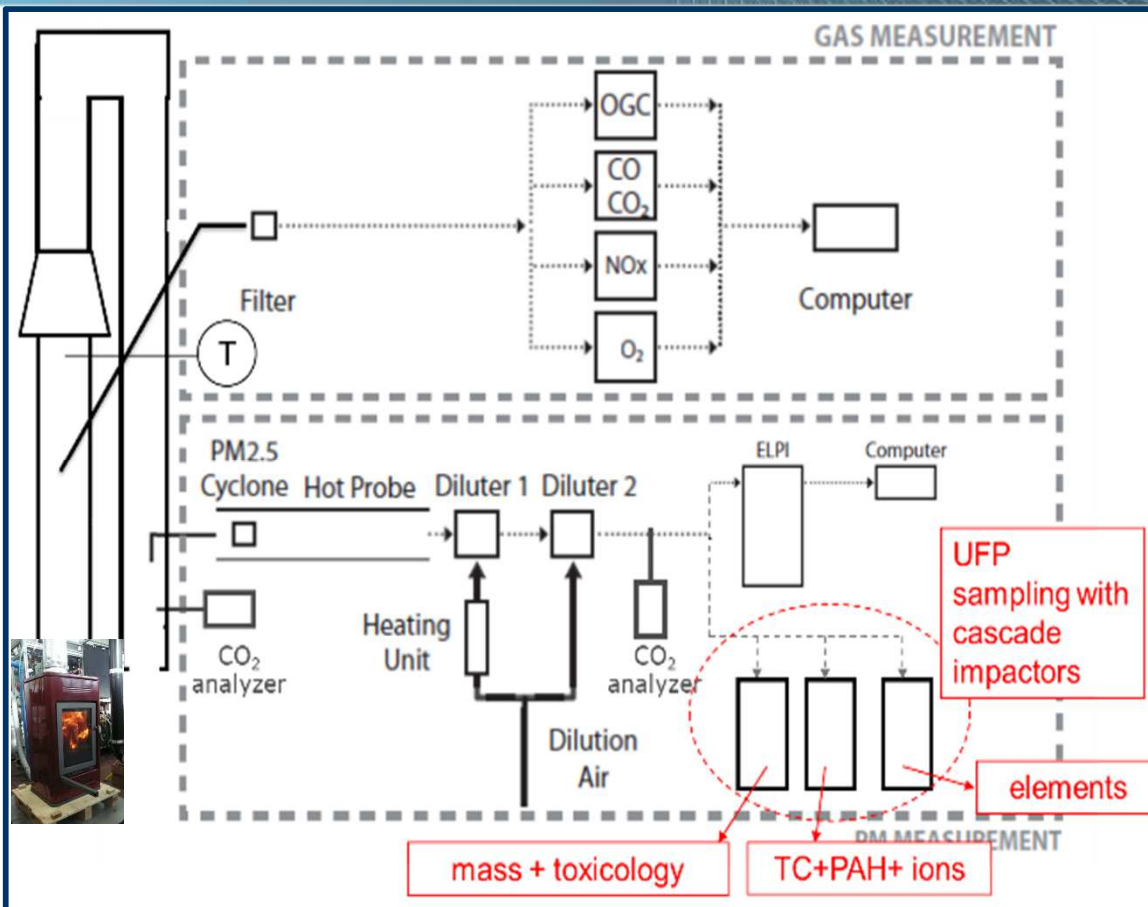 GAS MEASUREMENT
OGC
CO
CO₂
NOx
O₂
Filter
Computer
T
PM2.5
Cyclone Hot Probe Diluter 1 Diluter 2
ELPI
Computer
Heating
Unit
CO₂
analyzer
CO₂
analyzer
Dilution
Air
UFP
sampling with
cascade
impactors
elements
PM MEASUREMENT
mass + toxicology
TC+PAH+ ions